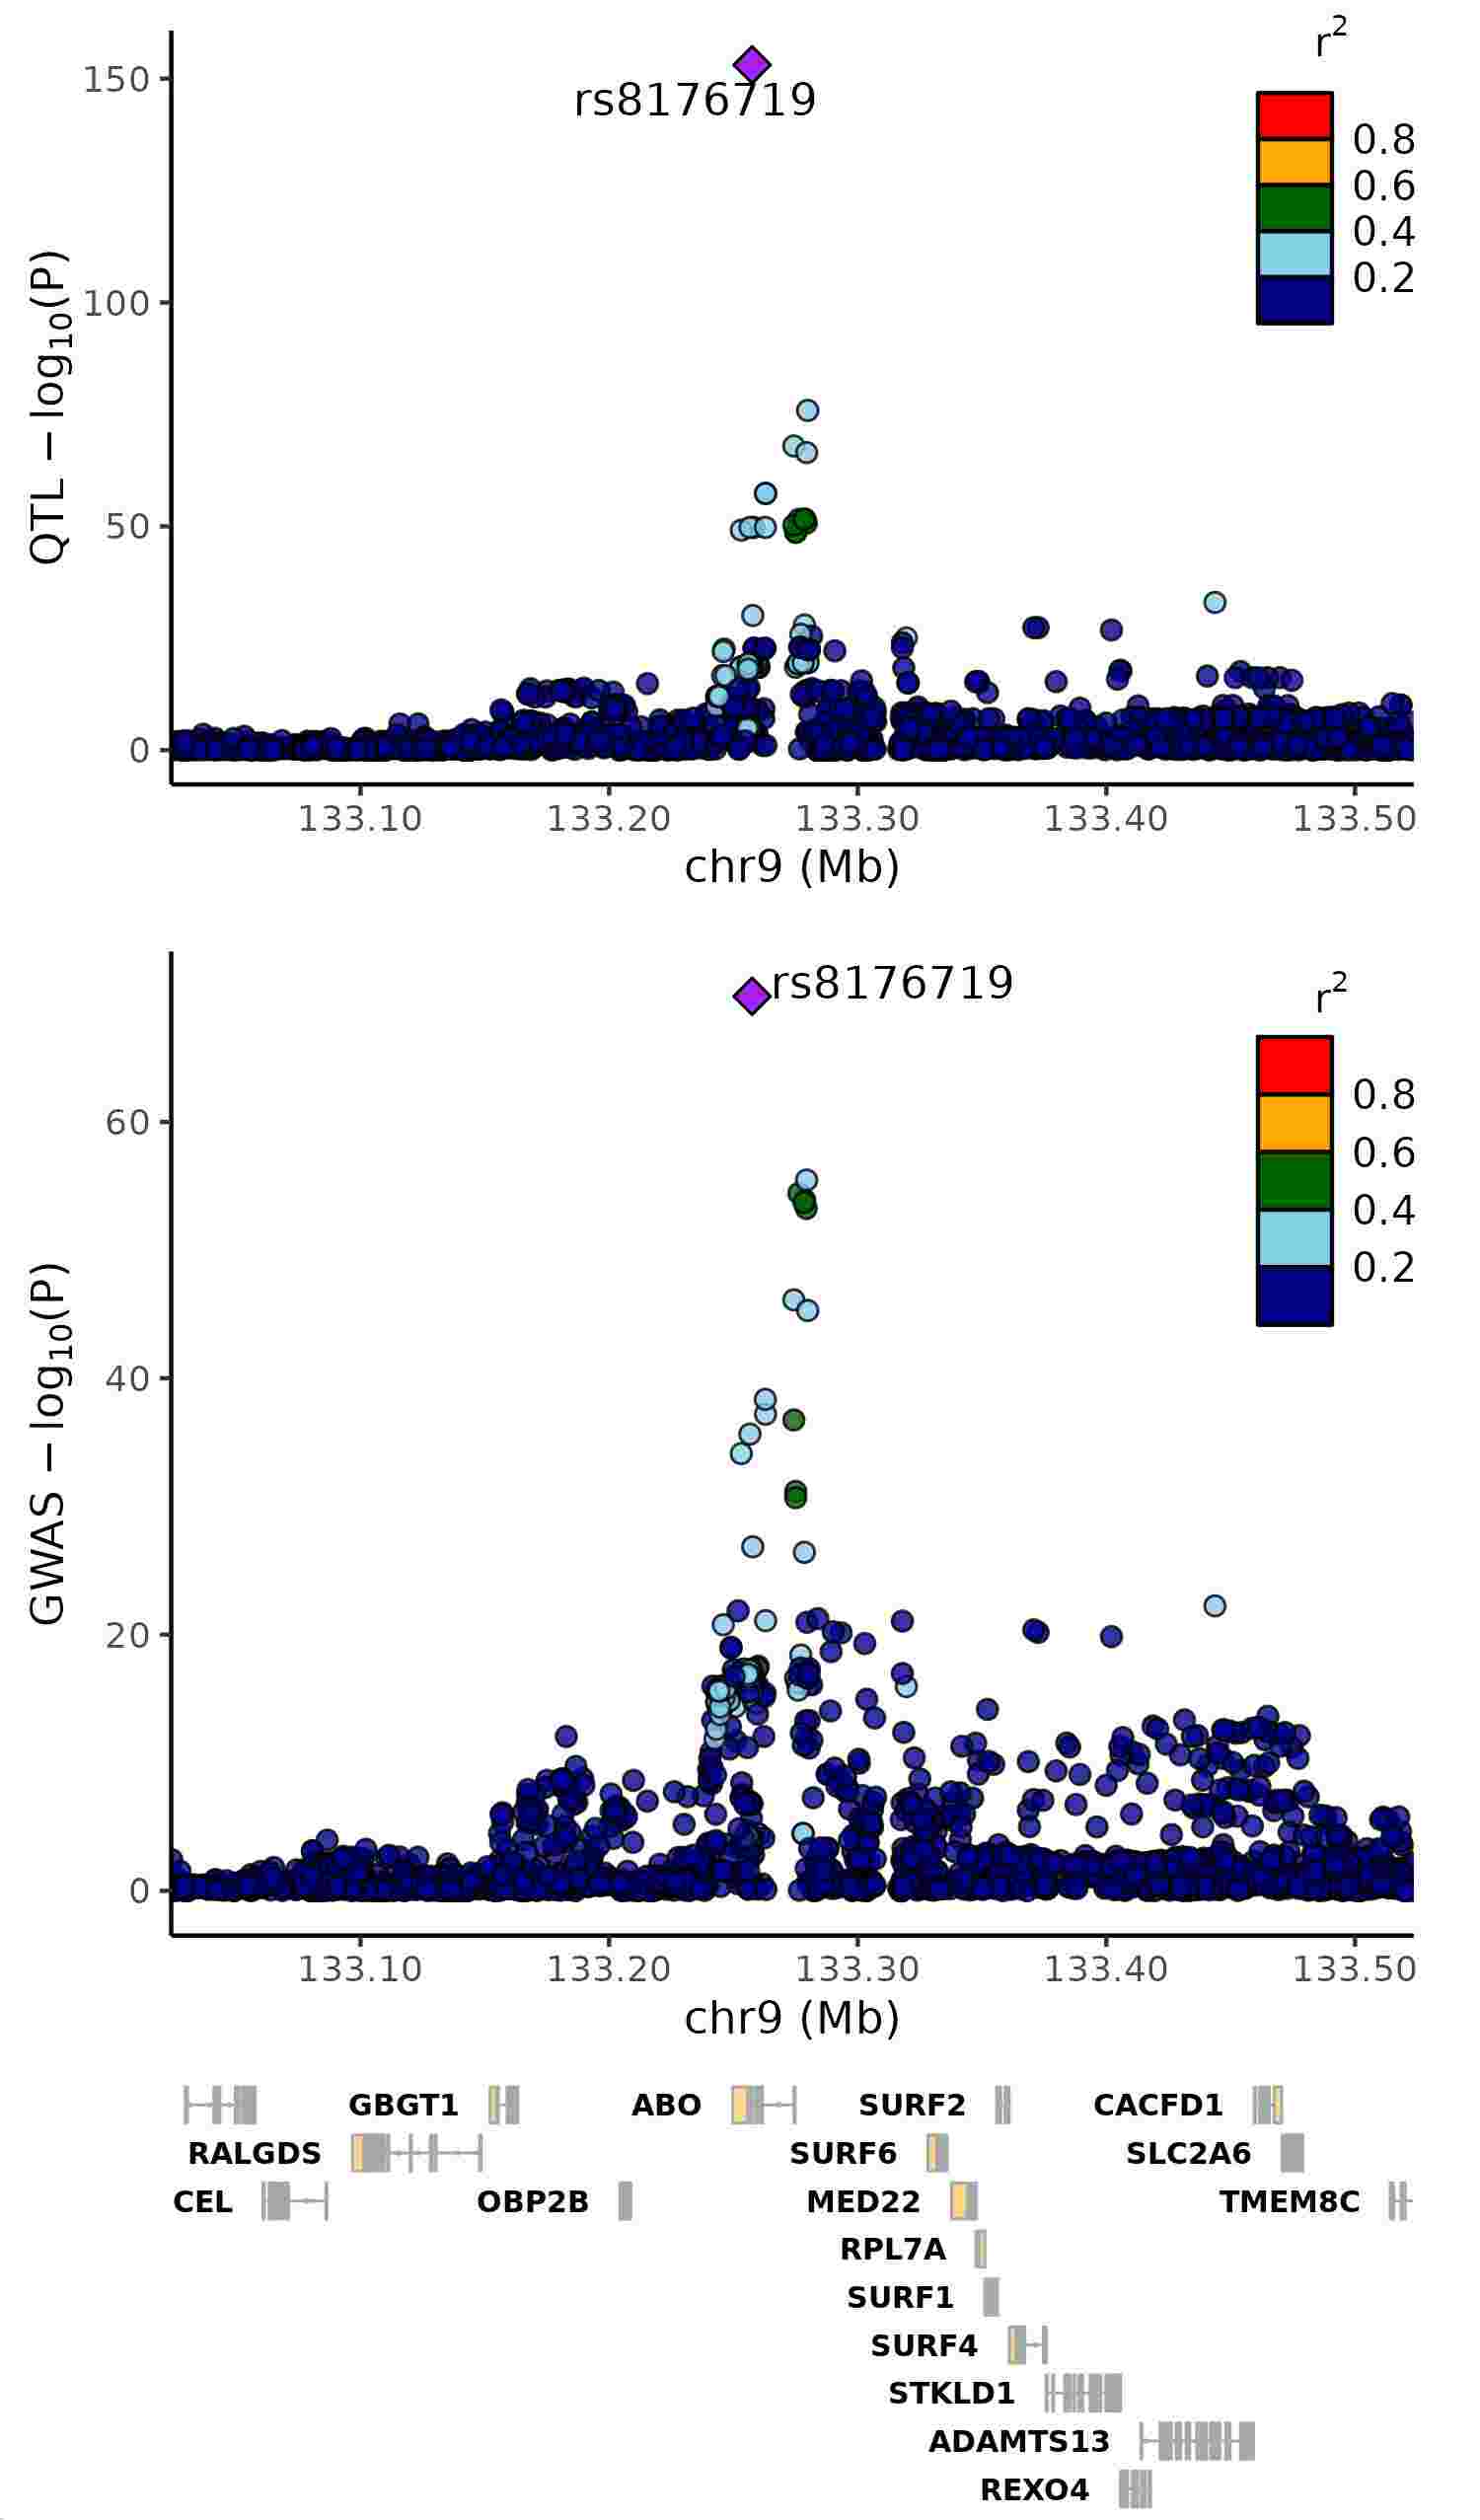 r2
150
rs8176719
0.8
0.6
0.4
0.2
100
50
0
QTL −log10(P)
133.10 133.20 133.30 133.40 133.50
chr9 (Mb)
rs8176719
r2
0.8
0.6
0.4
0.2
60
40
20
0
GWAS −log10(P)
133.10 133.20 133.30 133.40 133.50
chr9 (Mb)
GBGT1 ABO SURF2 CACFD1
RALGDS SURF6 SLC2A6
CEL OBP2B MED22 TMEM8C
RPL7A
SURF1
SURF4
STKLD1
ADAMTS13
REXO4